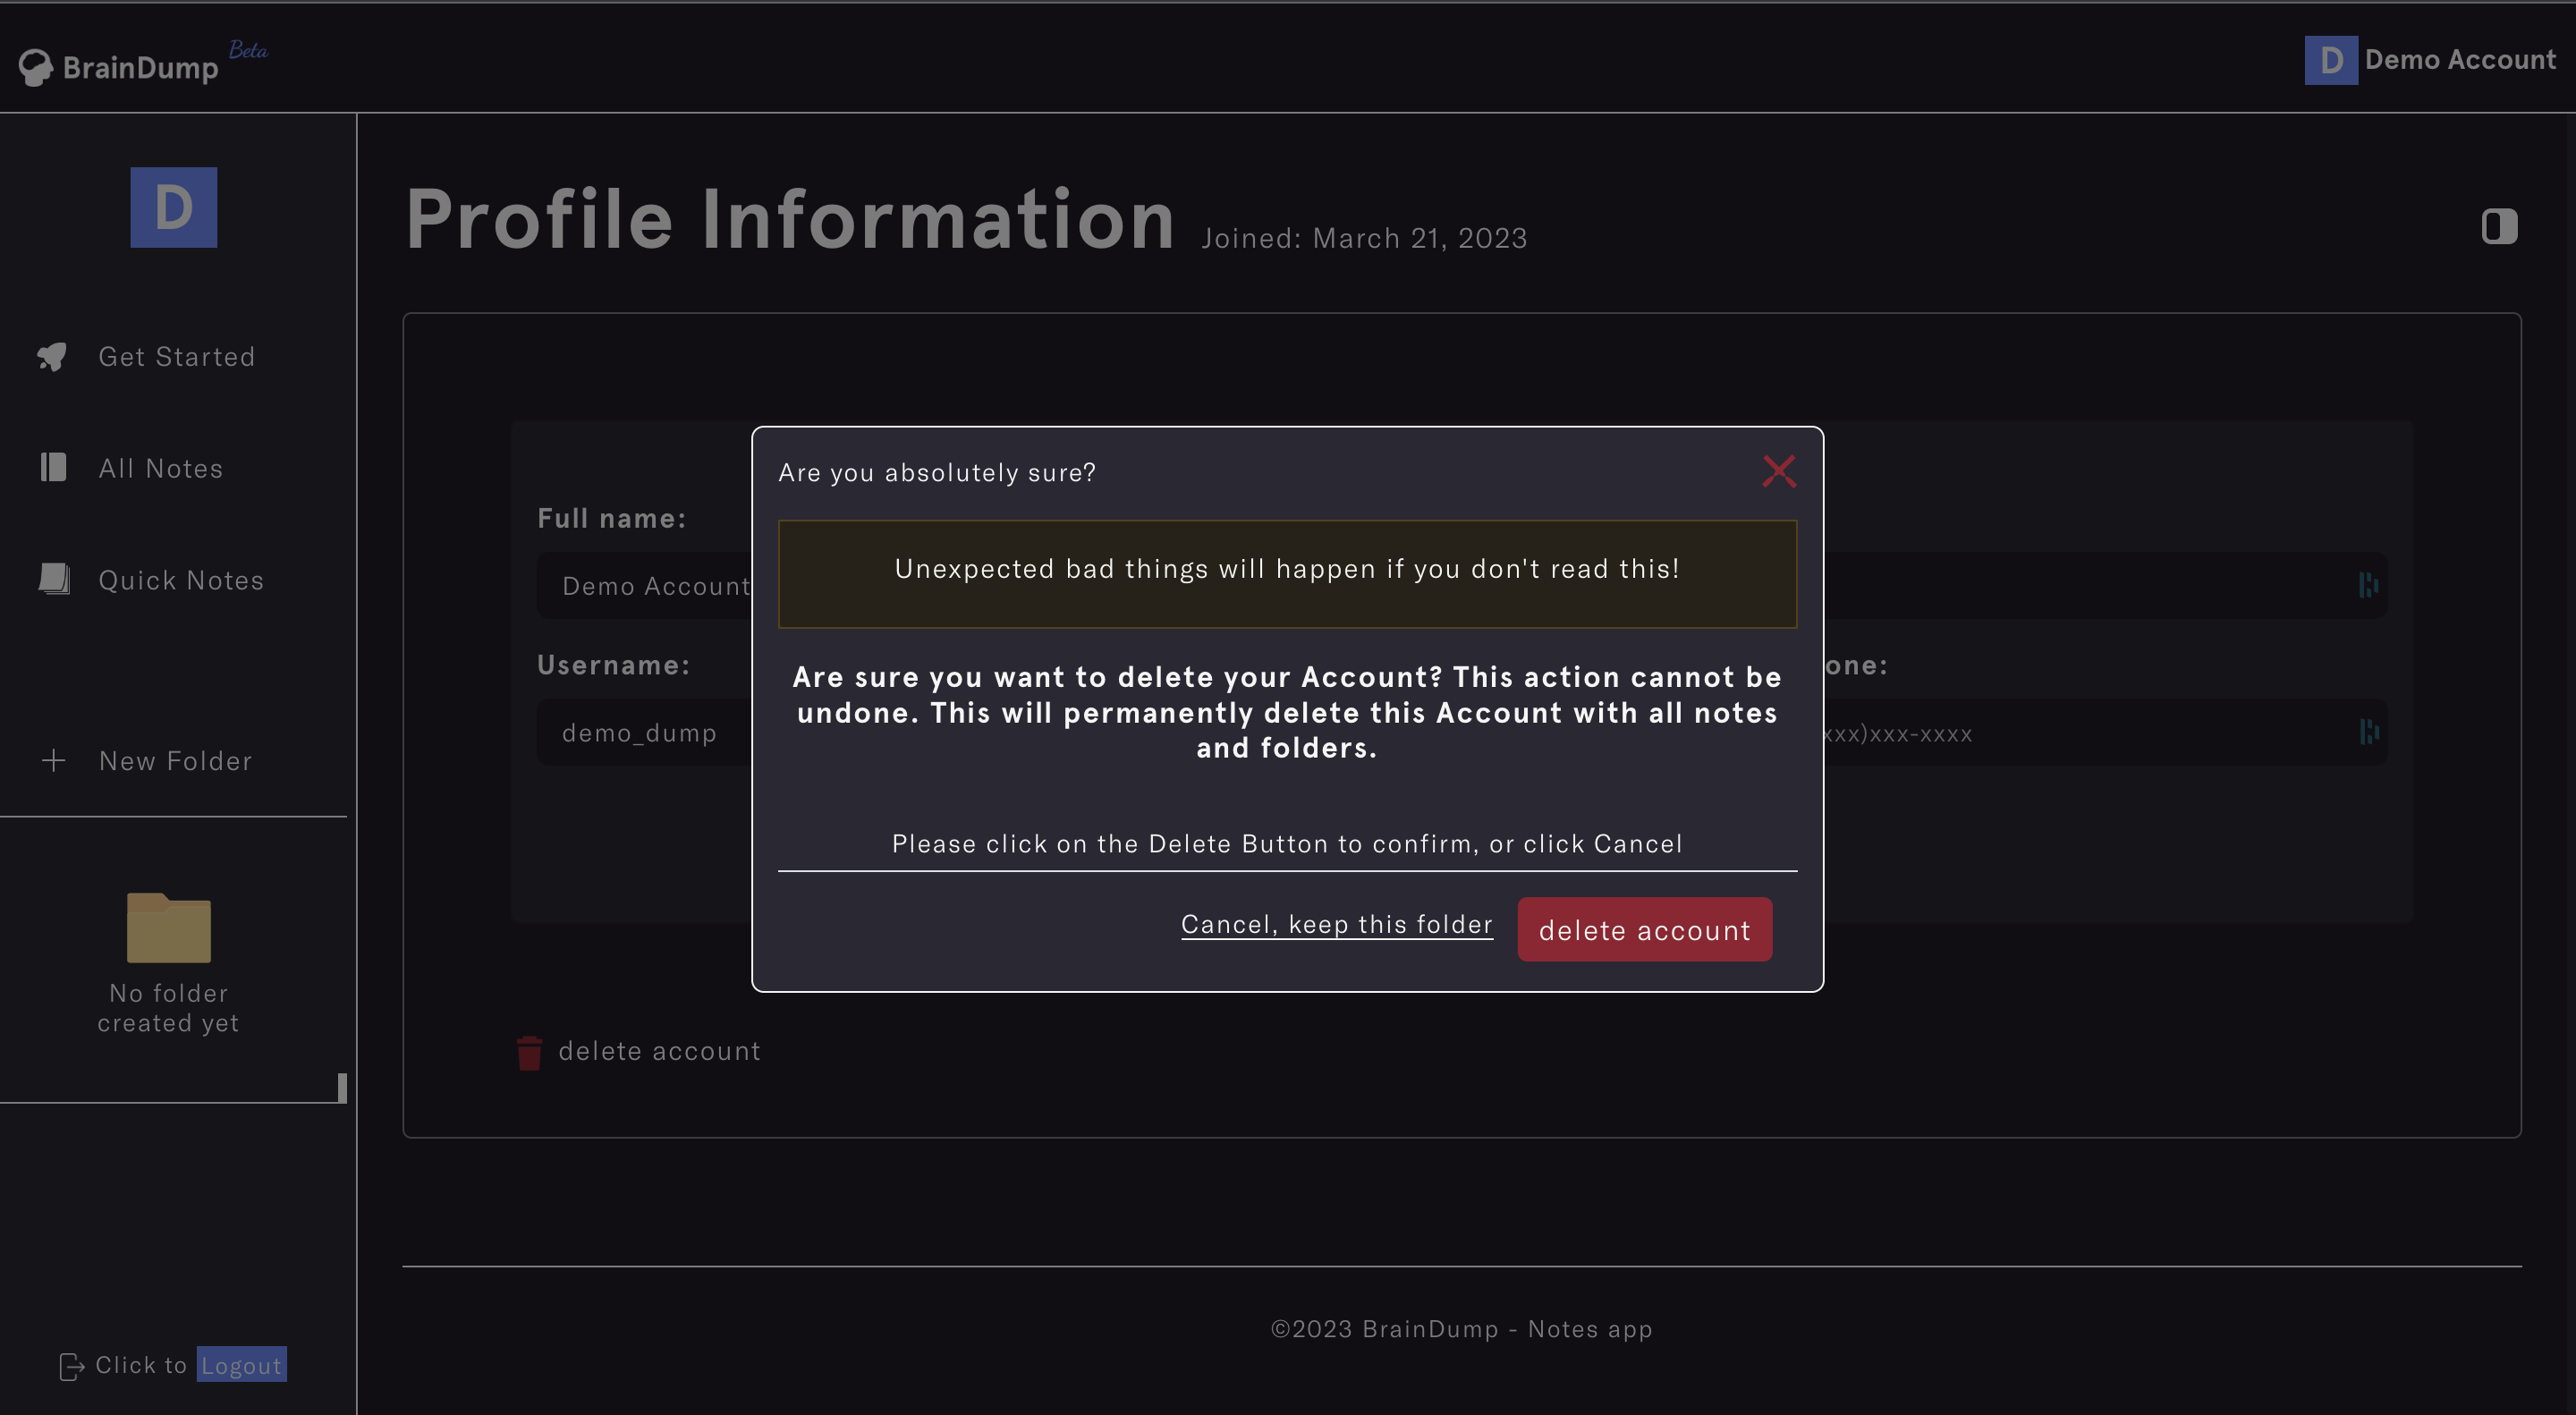 BrainDump Beta
D Demo Account
D
Get Started
All Notes
Quick Notes
New Folder
No folder
created yet
Click to Logout
Profile Information Joined: March 21, 2023
Full name:
Demo Account
Username:
demo_dump
one:
xxx)xxx-xxxx
delete account
Are you absolutely sure?
Unexpected bad things will happen if you don't read this!
Are sure you want to delete your Account? This action cannot be
undone. This will permanently delete this Account with all notes
and folders.
Please click on the Delete Button to confirm, or click Cancel
Cancel, keep this folder
delete account
©2023 BrainDump - Notes app